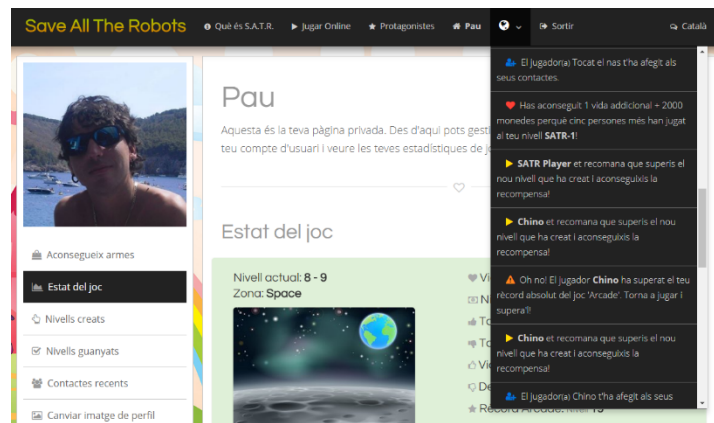 Save All The Robots
Què és S.A.T.R.
Jugar Online
Protagonistes
Pau
Sortir
Català
Aconsegueix armes
Estat del joc
Nivells creats
Nivells guanyats
Contactes recents
Canviar imatge de perfil
Pau
Aquesta és la teva pàgina privada. Des d'aquí pots gesti
teu compte d'usuari i veure les teves estadístiques de jo
Estat del joc
Nivell actual: 8 - 9
Zona: Space
El jugador(a) Tocat el nas t'ha afegit als
seus contactes.
Has aconseguit 1 vida addicional + 2000
monedes perquè cinc persones més han jugat
al teu nivell SATR-1!
SATR Player et recomana que superis el
nou nivell que ha creat i aconseguixis la
recompensa!
Chino et recomana que superis el nou
nivell que ha creat i aconseguixis la
recompensa!
Oh no! El jugador Chino ha superat el teu
rècord absolut del joc 'Arcade'. Torna a jugar i
supera'l!
Chino et recomana que superis el nou
nivell que ha creat i aconseguixis la
recompensa!
El jugador(a) Chino t'ha afegit als seus